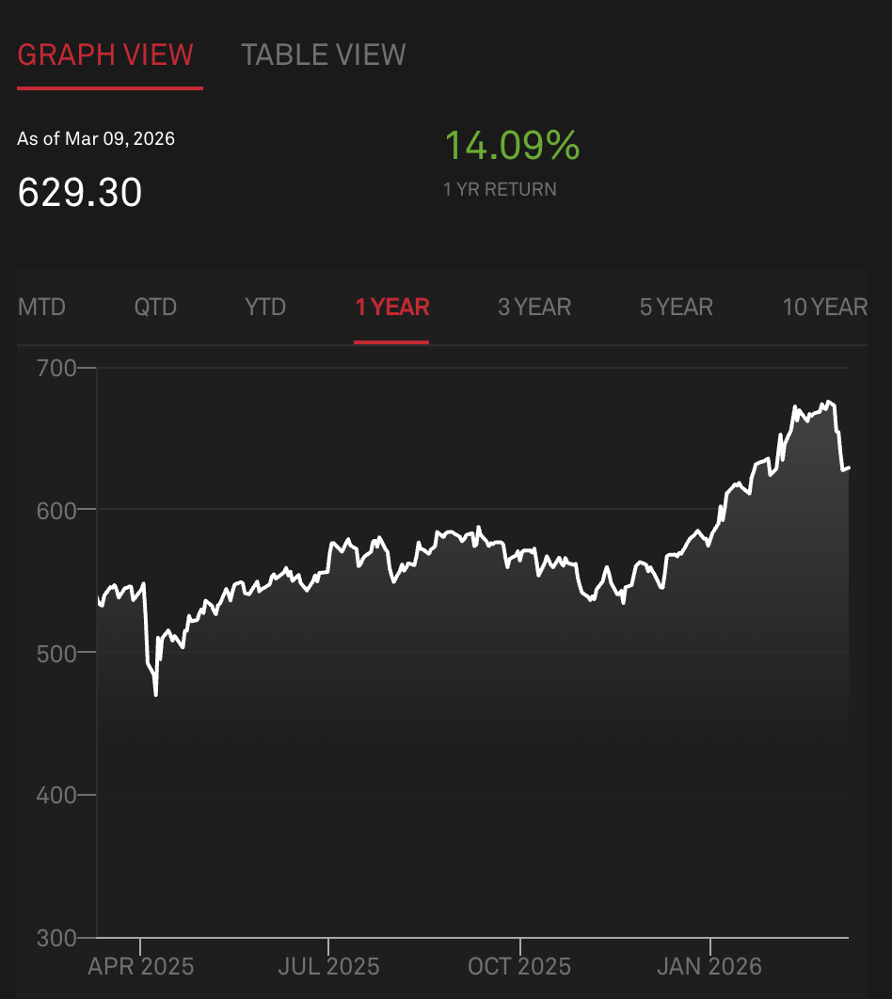 GRAPH VIEW TABLE VIEW
As of Mar 09, 2026
629.30
14.09%
1 YR RETURN
MTD QTD YTD 1 YEAR 3 YEAR 5 YEAR 10 YEAR
700
600
500
400
300
APR 2025 JUL 2025 OCT 2025 JAN 2026